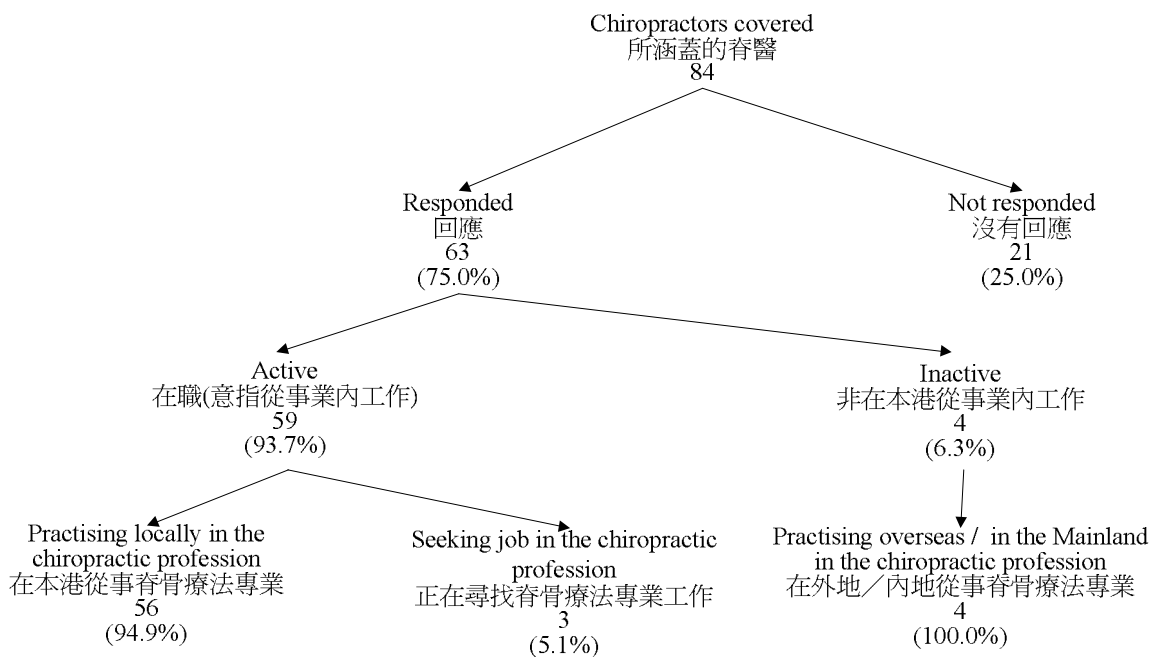 Chiropractors covered
所涵蓋的脊醫
84
Responded
回應
63
(75.0%)
Not responded
沒有回應
21
(25.0%)
Active
在職(意指從事業內工作)
59
(93.7%)
Inactive
非在本港從事業內工作
4
(6.3%)
Practising locally in the
chiropractic profession
在本港從事脊骨療法專業
56
(94.9%)
Seeking job in the chiropractic
profession
正在尋找脊骨療法專業工作
3
(5.1%)
Practising overseas / in the Mainland
in the chiropractic profession
在外地／內地從事脊骨療法專業
4
(100.0%)